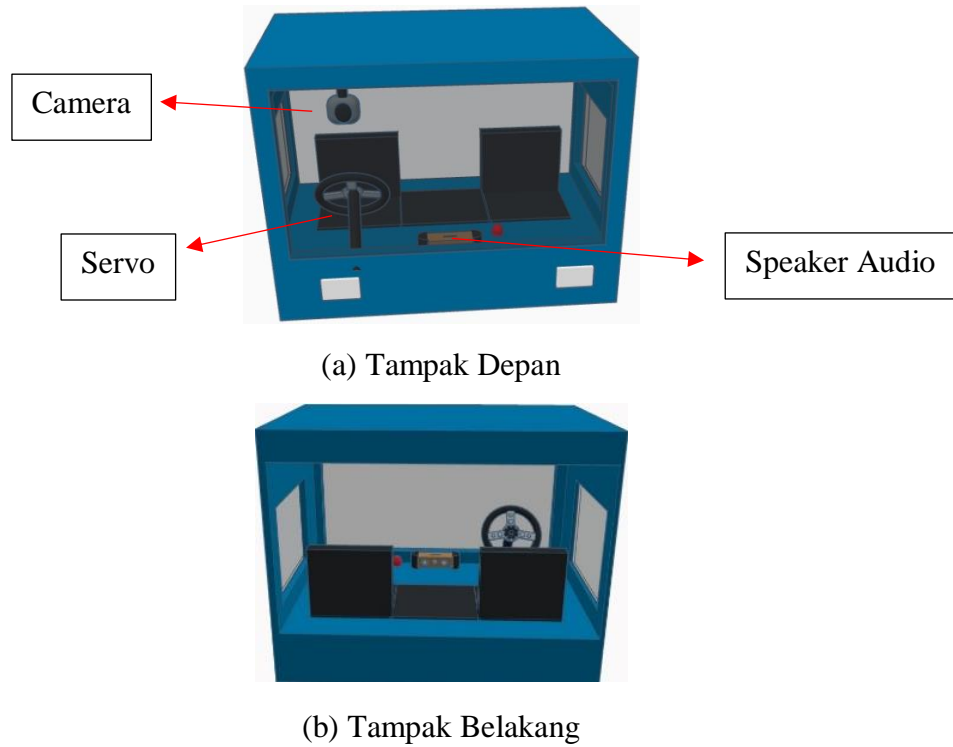 Camera
Servo
Speaker Audio
(a) Tampak Depan
(b) Tampak Belakang